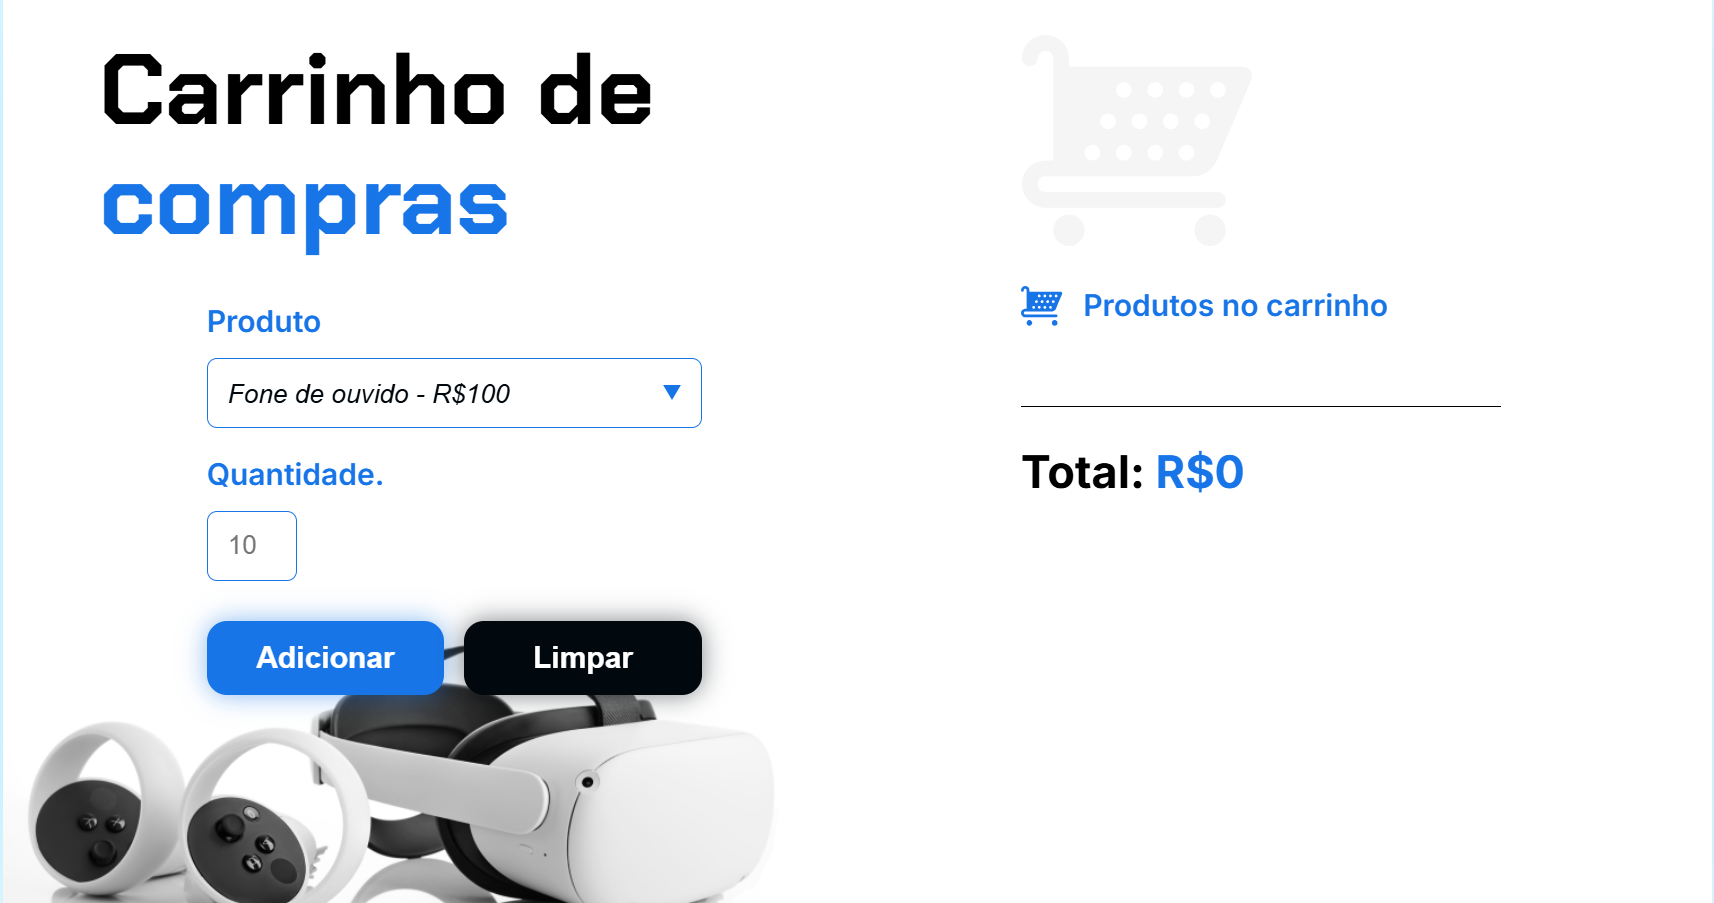 Carrinho de
compras
Produto
Fone de ouvido - R$100
Quantidade.
10
Adicionar
Limpar
Produtos no carrinho
Total: R$0